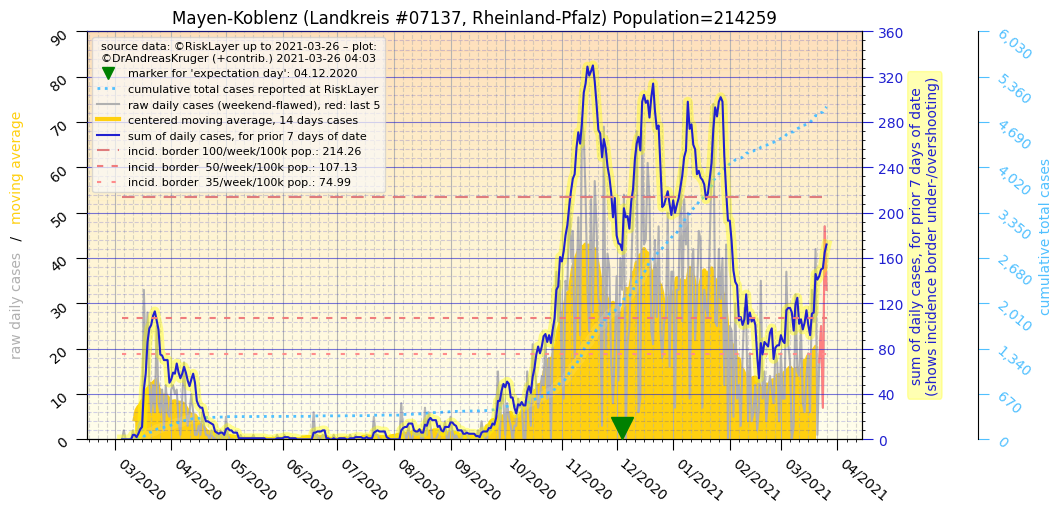 Mayen-Koblenz (Landkreis #07137, Rheinland-Pfalz) Population=214259
source data: ©RiskLayer up to 2021-03-26 – plot:
©DrAndreasKruger (+contrib.) 2021-03-26 04:03
marker for 'expectation day': 04.12.2020
cumulative total cases reported at RiskLayer
raw daily cases (weekend-flawed), red: last 5
centered moving average, 14 days cases
sum of daily cases, for prior 7 days of date
incid. border 100/week/100k pop.: 214.26
incid. border  50/week/100k pop.: 107.13
incid. border  35/week/100k pop.: 74.99
raw daily cases / moving average
90
80
70
60
50
40
30
20
10
0
03/2020
04/2020
05/2020
06/2020
07/2020
08/2020
09/2020
10/2020
11/2020
12/2020
01/2021
02/2021
03/2021
04/2021
360
320
280
240
200
160
120
80
40
0
sum of daily cases, for prior 7 days of date
(shows incidence border under-/overshooting)
6,030
5,360
4,690
4,020
3,350
2,680
2,010
1,340
670
0
cumulative total cases